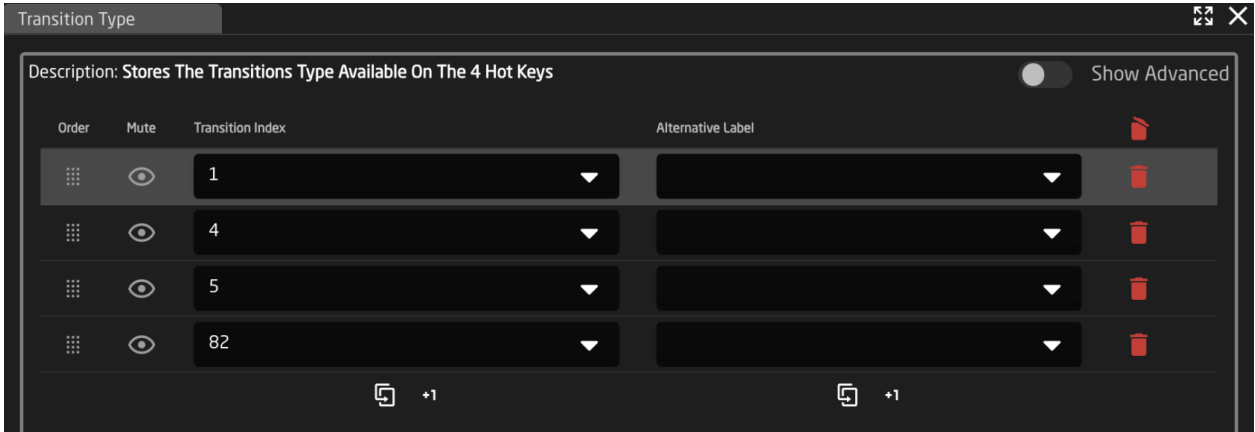 Transition Type
Description: Stores The Transitions Type Available On The 4 Hot Keys
Show Advanced
Order Mute Transition Index Alternative Label
1
4
5
82
+1 +1